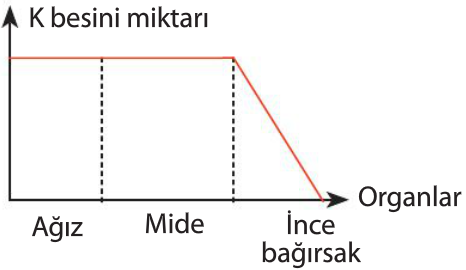 K besini miktarı
Organlar
Ağız
Mide
İnce
bağırsak